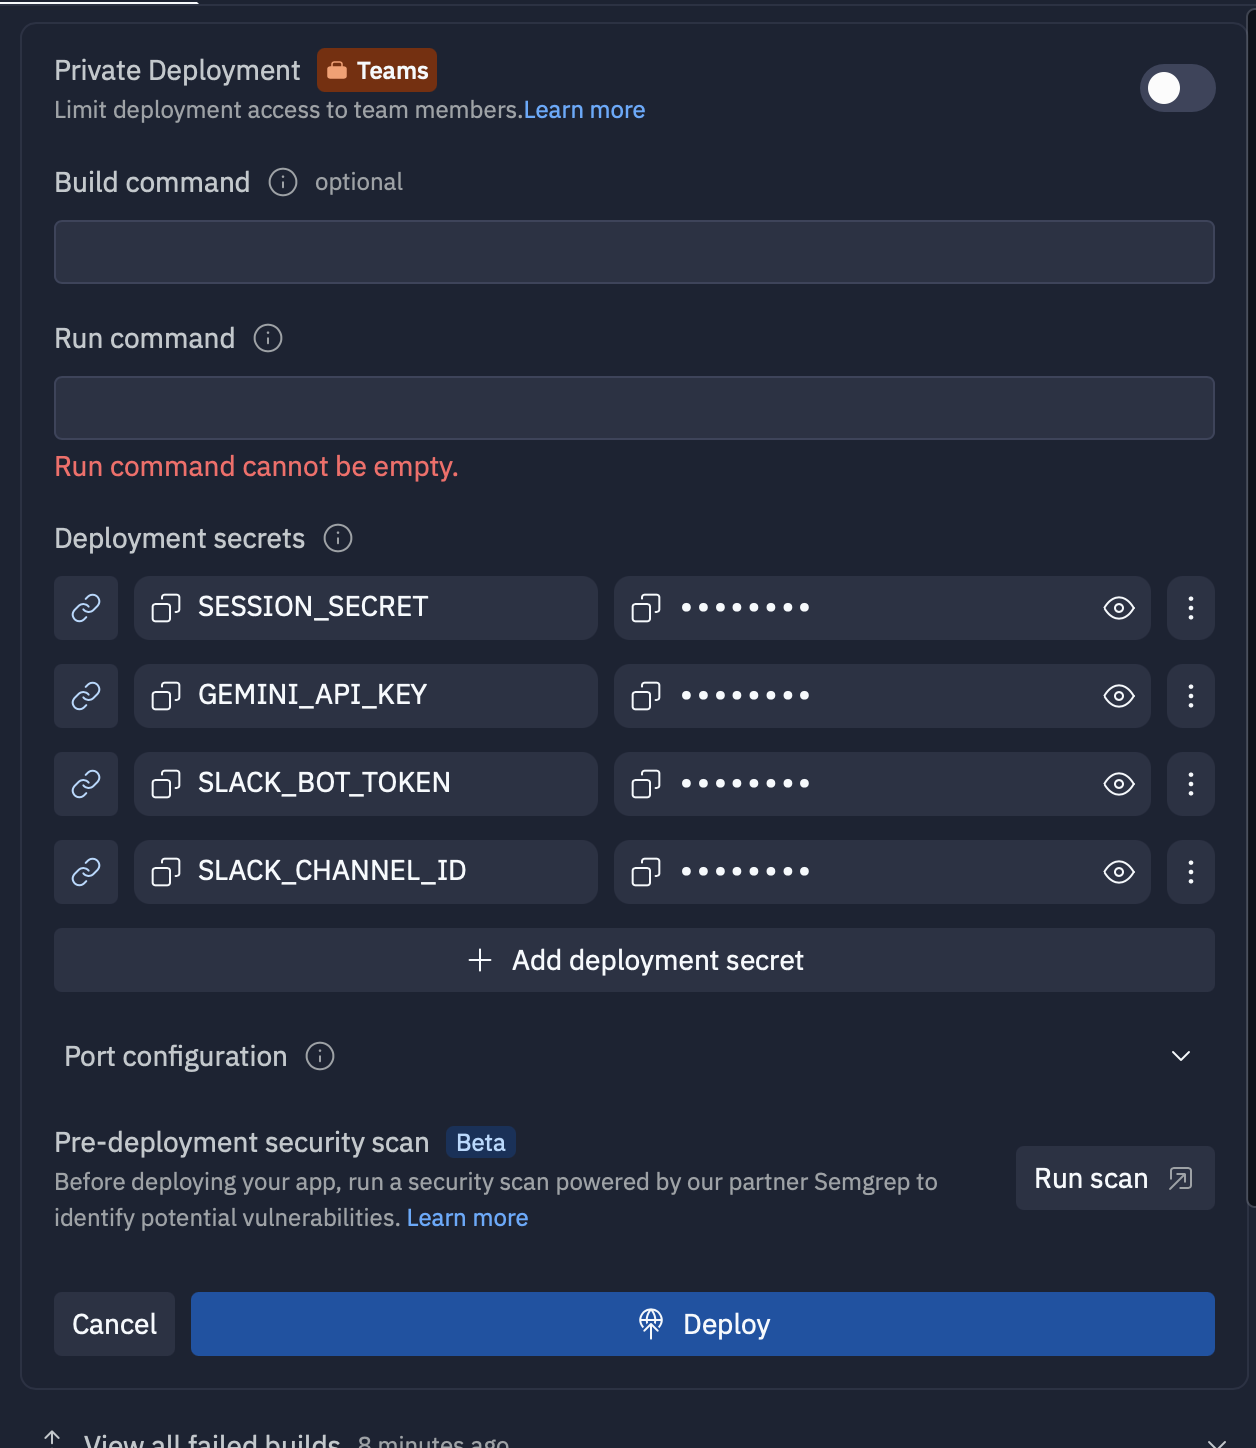 Private Deployment Teams
Limit deployment access to team members.Learn more
Build command optional
Run command
Run command cannot be empty.
Deployment secrets
SESSION_SECRET ••••••••
GEMINI_API_KEY ••••••••
SLACK_BOT_TOKEN ••••••••
SLACK_CHANNEL_ID ••••••••
Add deployment secret
Port configuration
Pre-deployment security scan Beta
Before deploying your app, run a security scan powered by our partner Semgrep to
identify potential vulnerabilities. Learn more
Run scan
Cancel
Deploy
View all failed builds 8 minutes ago